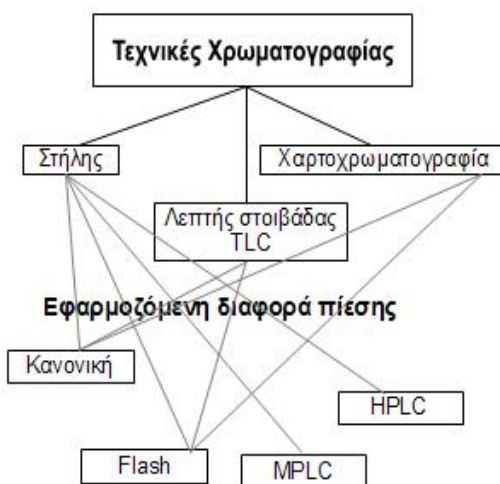 Τεχνικές Χρωματογραφίας
Στήλης
Χαρτοχρωματογραφία
Λεπτής στοιβάδας
TLC
Εφαρμοζόμενη διαφορά πίεσης
Κανονική
HPLC
Flash
MPLC